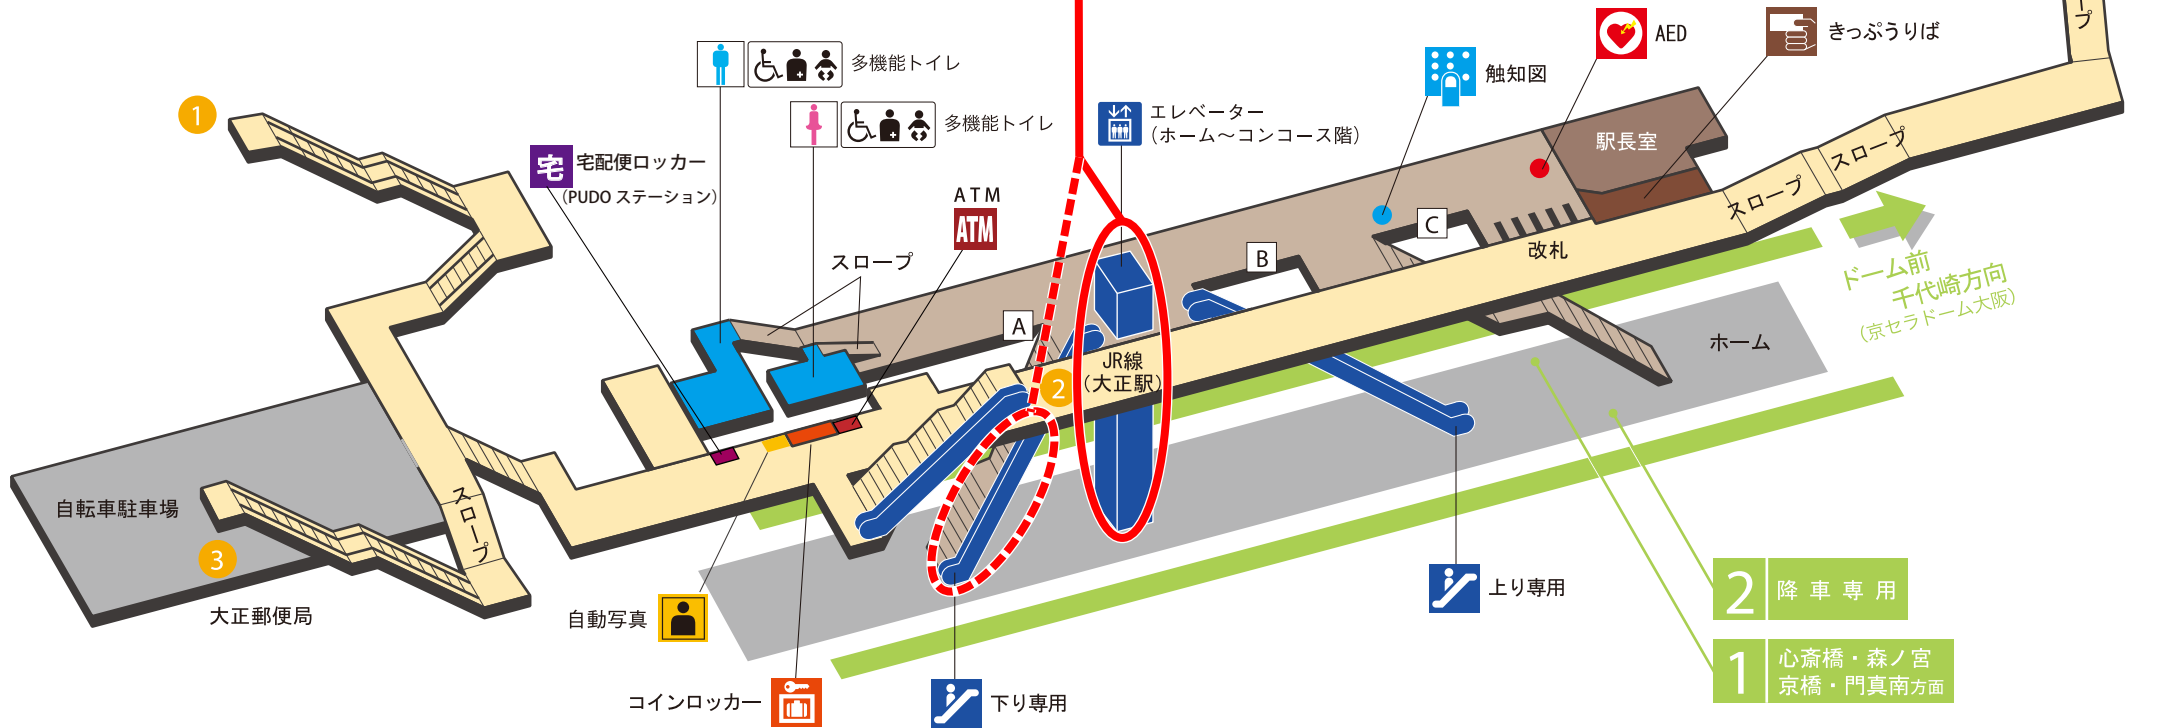 プ
AED
きっぷうりば
多機能トイレ
触知図
1
エレベーター
(ホーム〜コンコース階)
多機能トイレ
宅
宅配便ロッカー
(PUDO ステーション)
駅長室
スロープ
スロープ
ATM
ATM
C
改札
スロープ
B
ドーム前
千代崎方向
(京セラドーム大阪)
A
ホーム
JR線
(大正駅)
2
自転車駐車場
スロープ
3
大正郵便局
自動写真
上り専用
2 降車専用
1 心斎橋・森ノ宮
京橋・門真南方面
コインロッカー
下り専用